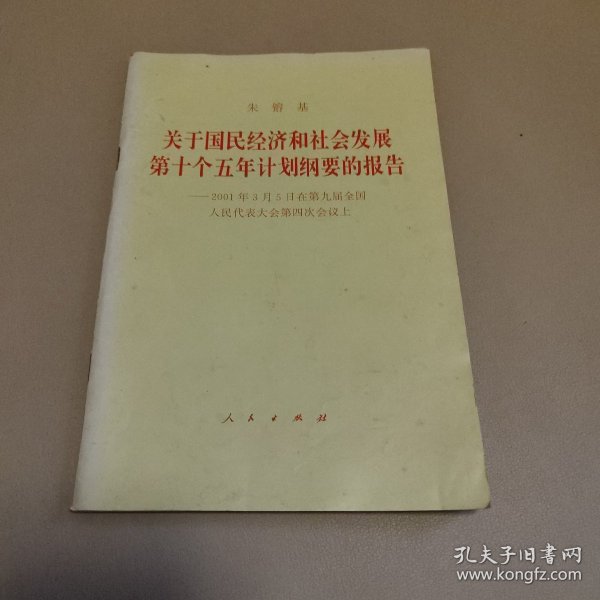 朱镕基
关于国民经济和社会发展
第十个五年计划纲要的报告
——2001年3月5日在第九届全国
人民代表大会第四次会议上
人民出版社
孔夫子旧书网
www.kongfz.com